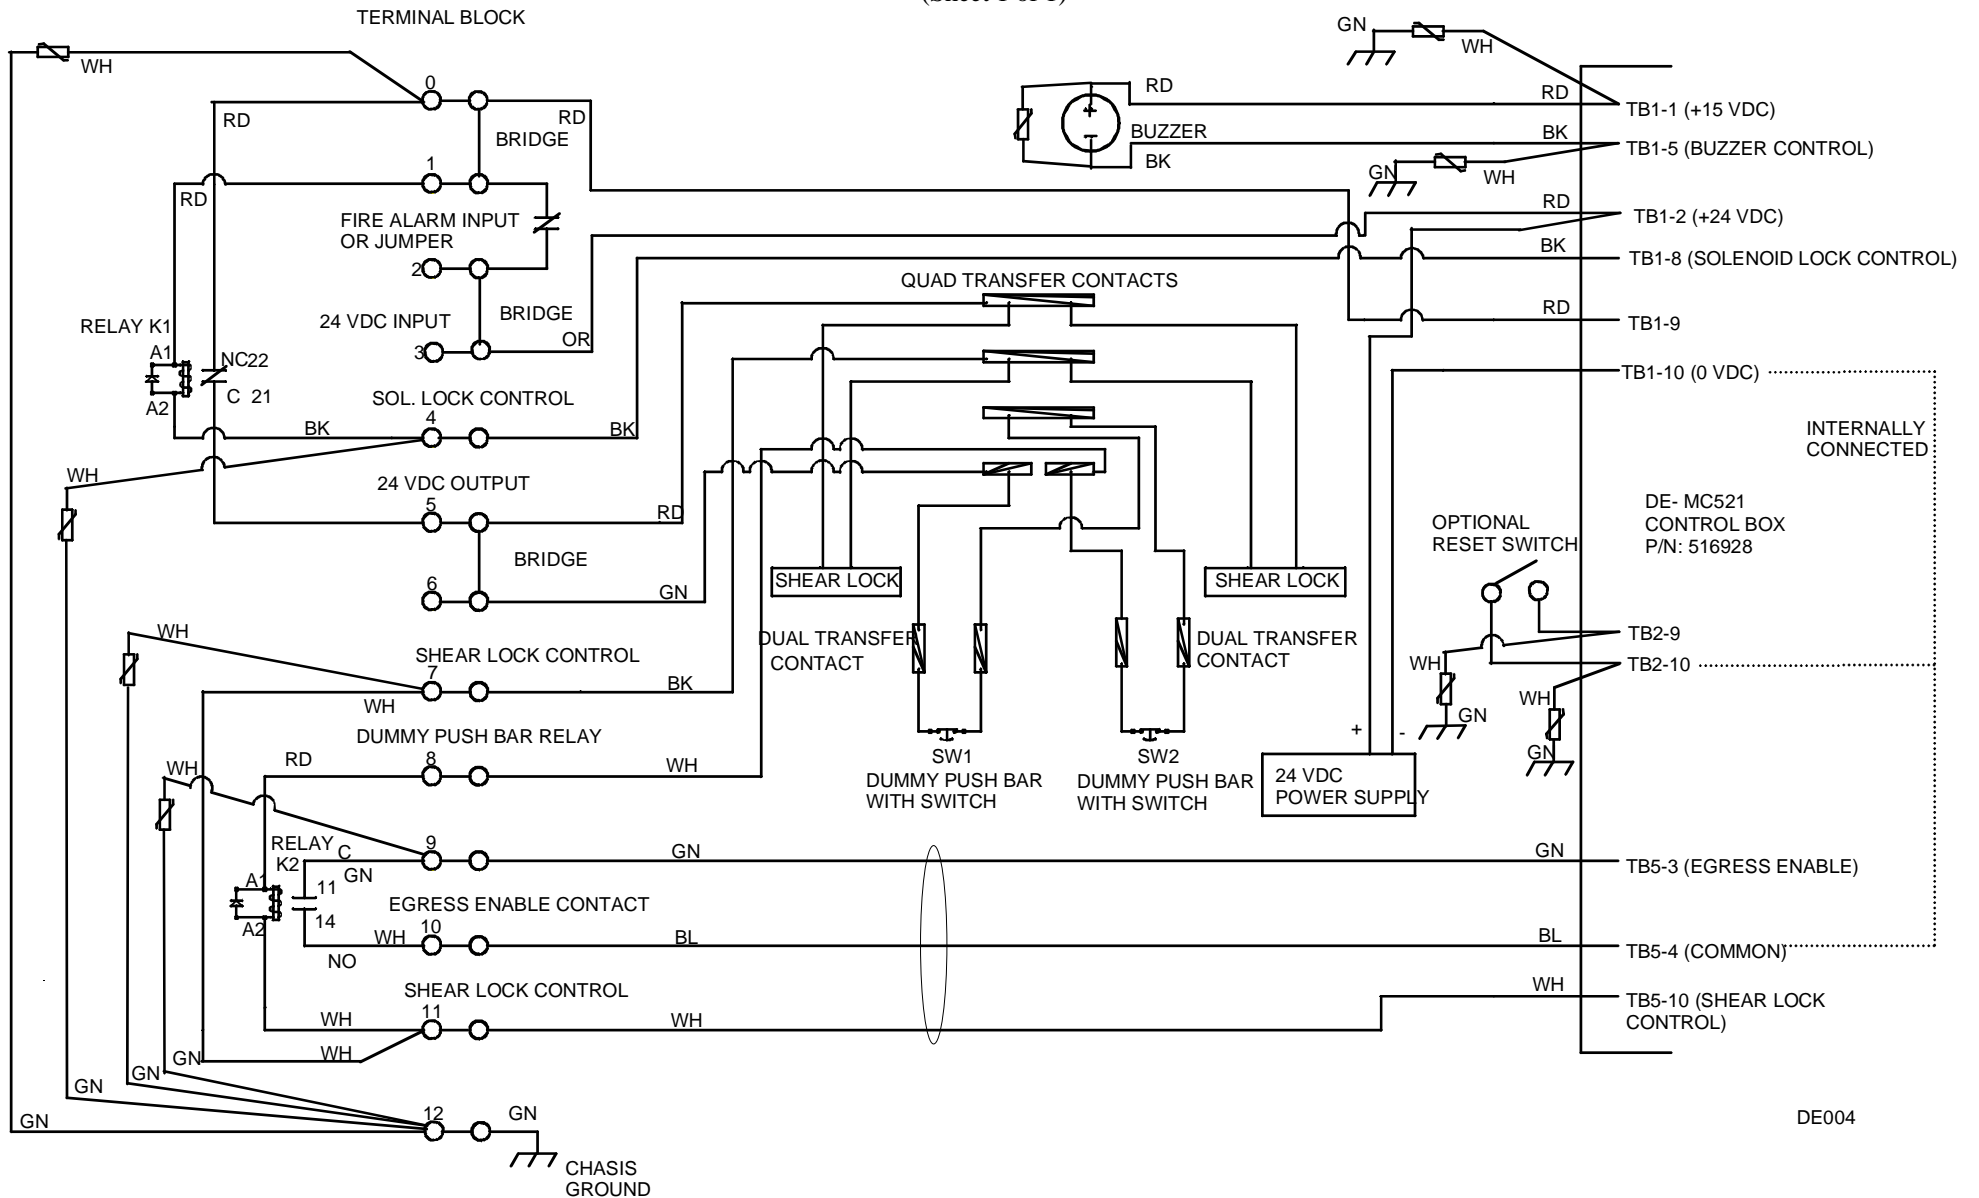 (Sheet 1 of 1)
TERMINAL BLOCK
GN
WH
WH
0
RD
RD
TB1-1 (+15 VDC)
RD
RD
BRIDGE
BUZZER
BK
TB1-5 (BUZZER CONTROL)
BK
1
GN
WH
RD
FIRE ALARM INPUT
OR JUMPER
RD
TB1-2 (+24 VDC)
2
BK
TB1-8 (SOLENOID LOCK CONTROL)
QUAD TRANSFER CONTACTS
24 VDC INPUT
BRIDGE
RD
TB1-9
RELAY K1
3
OR
A1
NC22
TB1-10 (0 VDC)
C 21
A2
SOL. LOCK CONTROL
4
BK
BK
INTERNALLY
CONNECTED
WH
24 VDC OUTPUT
5
RD
DE- MC521
CONTROL BOX
P/N: 516928
OPTIONAL
RESET SWITCH
BRIDGE
6
GN
SHEAR LOCK
SHEAR LOCK
WH
TB2-9
DUAL TRANSFER
CONTACT
DUAL TRANSFER
CONTACT
SHEAR LOCK CONTROL
7
WH
TB2-10
BK
WH
WH
GN
DUMMY PUSH BAR RELAY
+
-
GN
8
RD
WH
WH
SW1
DUMMY PUSH BAR
WITH SWITCH
SW2
DUMMY PUSH BAR
WITH SWITCH
24 VDC
POWER SUPPLY
RELAY
K2
C
GN
9
GN
GN
TB5-3 (EGRESS ENABLE)
A1
11
14
A2
EGRESS ENABLE CONTACT
10
WH
NO
BL
BL
TB5-4 (COMMON)
SHEAR LOCK CONTROL
11
WH
WH
WH
TB5-10 (SHEAR LOCK
CONTROL)
WH
GN
GN
GN
GN
12
GN
DE004
CHASIS
GROUND